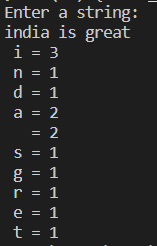 Enter a string:
india is great
i = 3
n = 1
d = 1
a = 2
= 2
s = 1
g = 1
r = 1
e = 1
t = 1